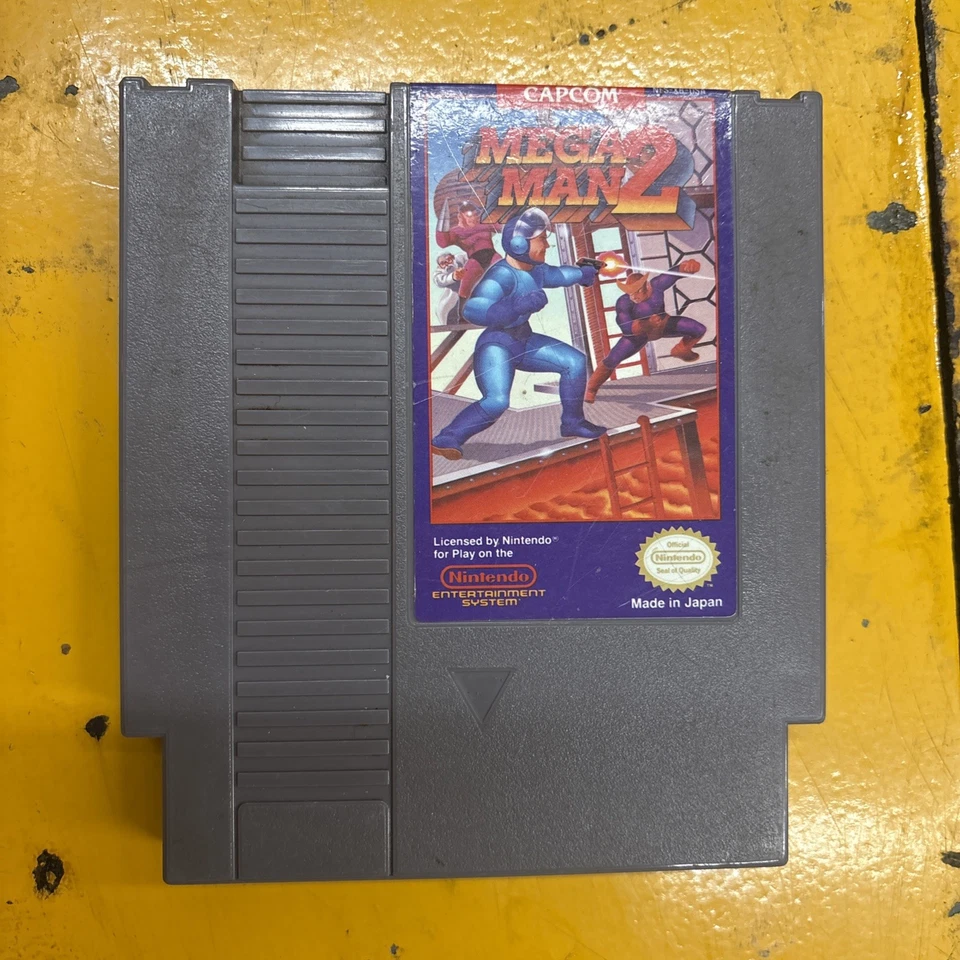 CAPCOM
MEGA
MAN 2
Licensed by Nintendo™
for Play on the
Nintendo
ENTERTAINMENT
SYSTEM
Official
Nintendo
Seal of Quality
Made in Japan